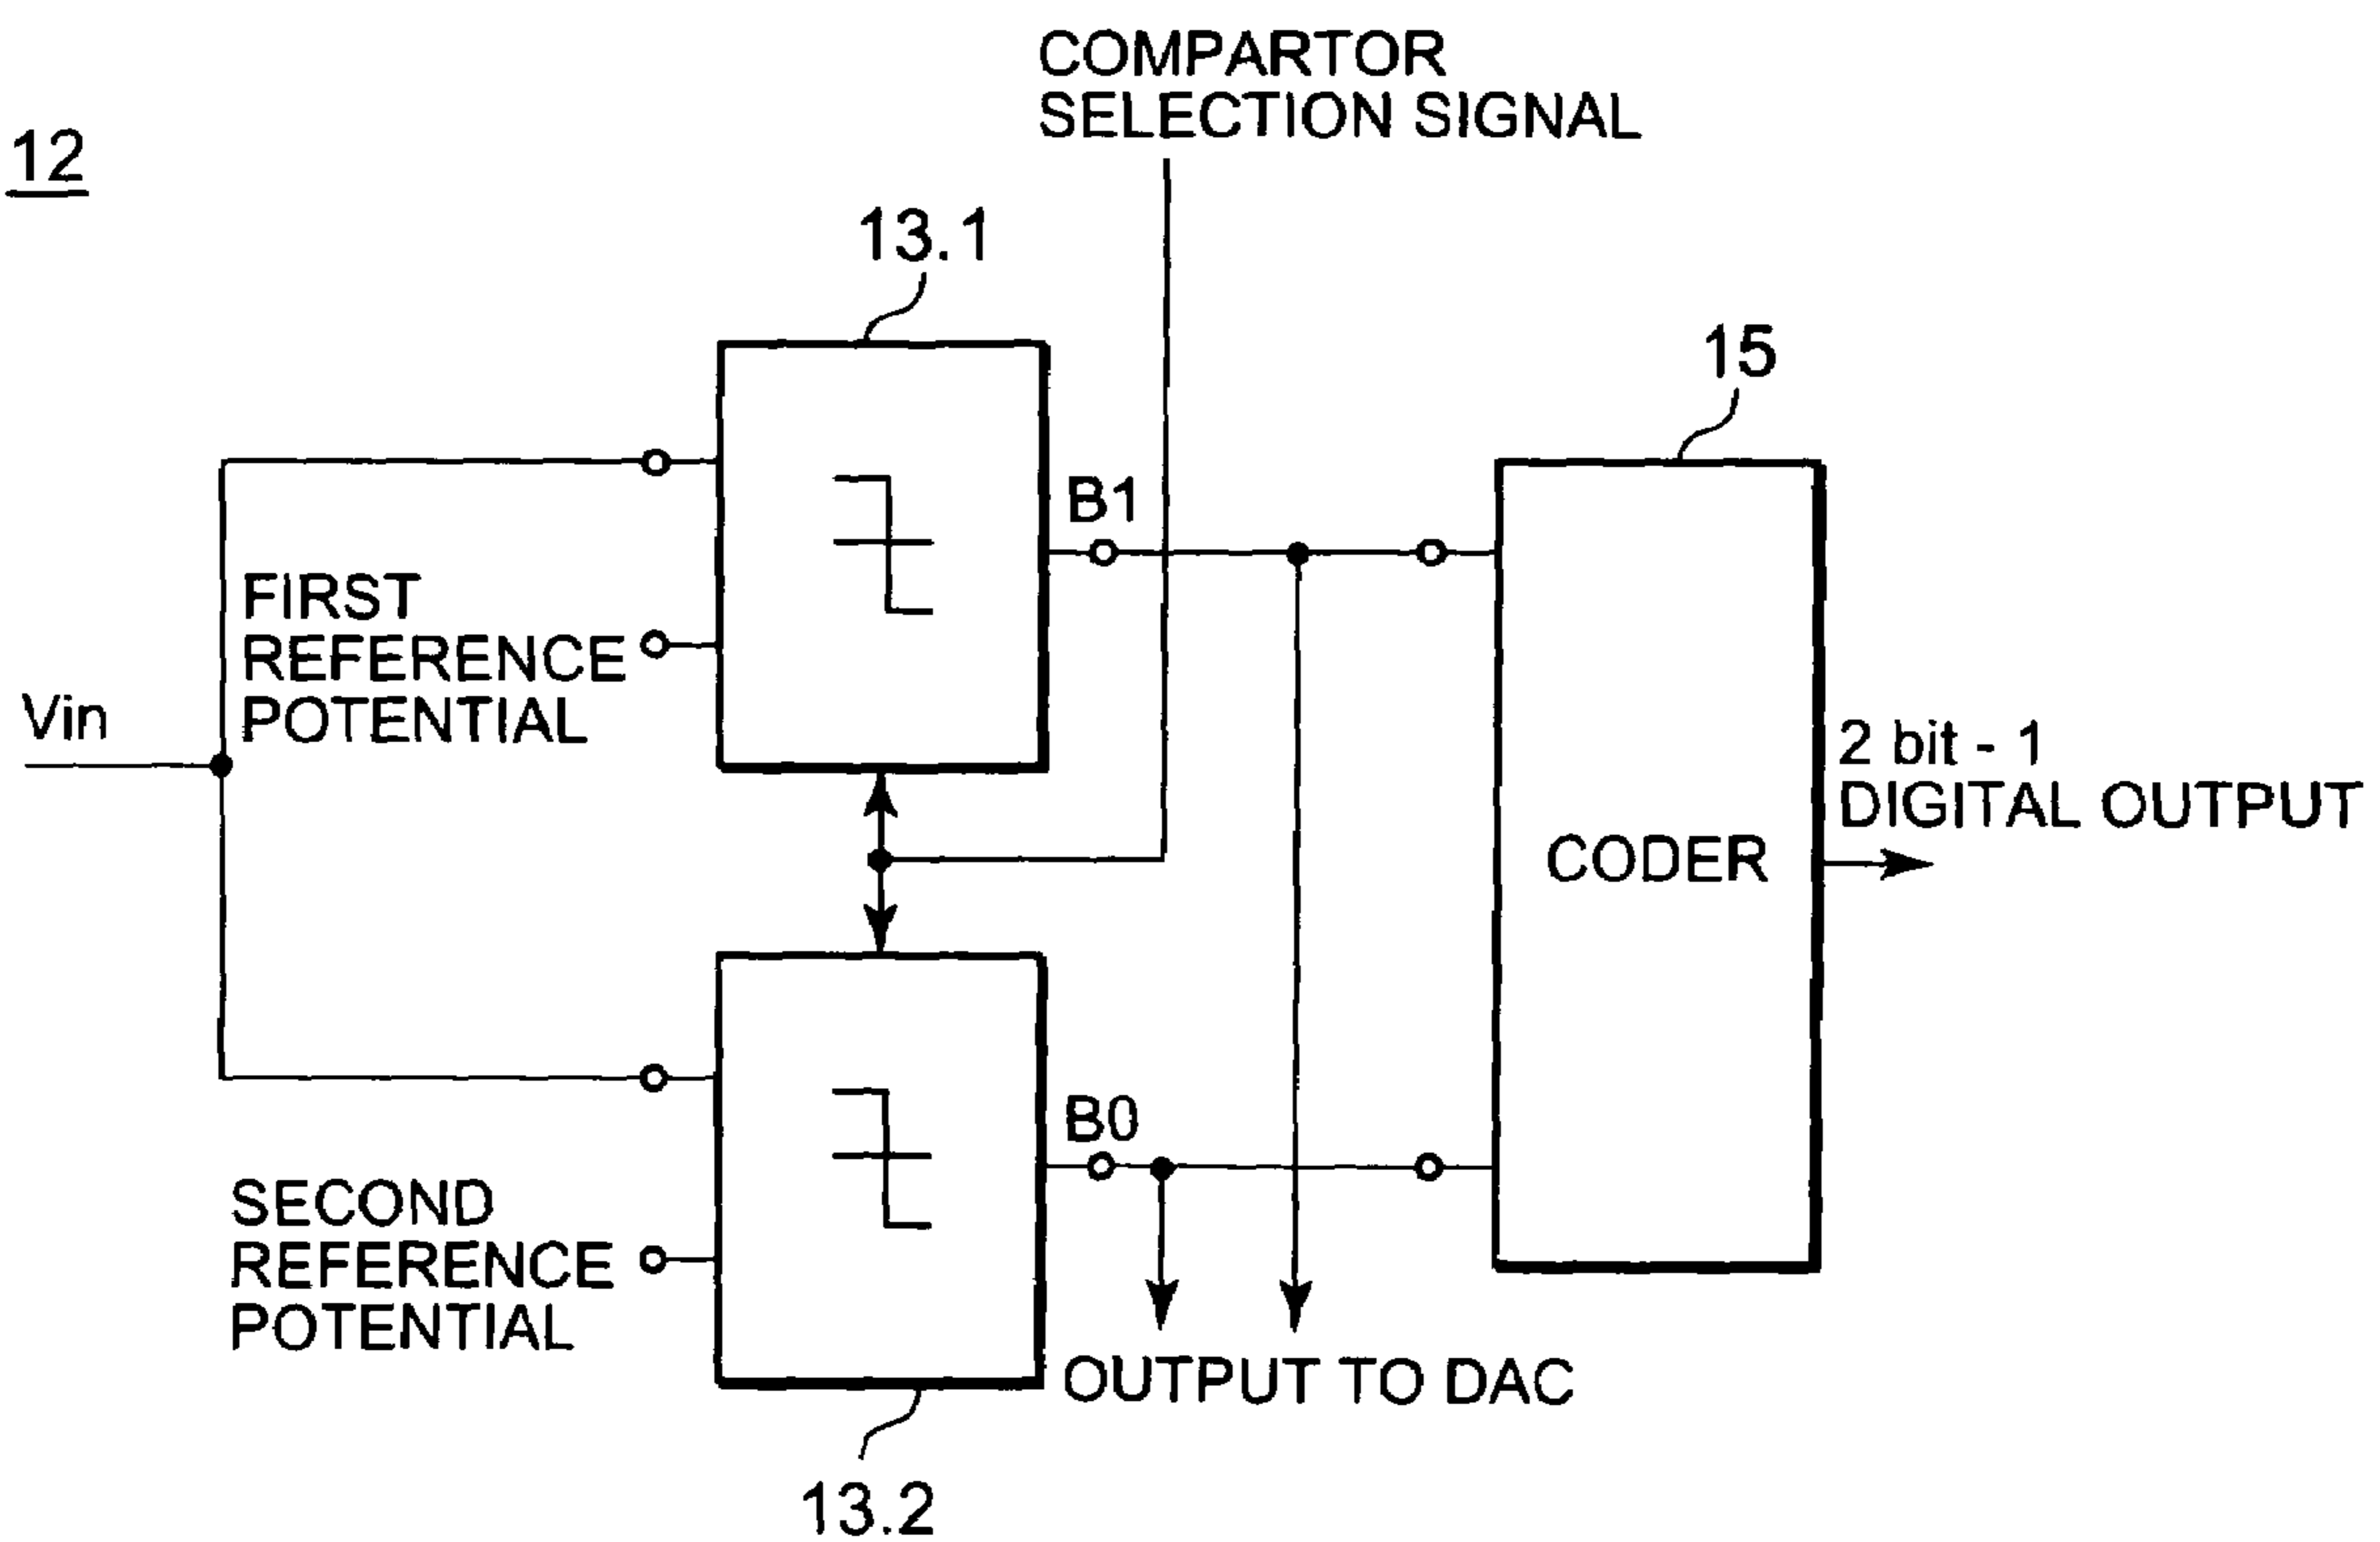 COMPARTOR
SELECTION SIGNAL
12
13.1
15
B1
FIRST
REFERENCE
POTENTIAL
Vin
2 bit - 1
DIGITAL OUTPUT
CODER
B0
SECOND
REFERENCE
POTENTIAL
OUTPUT TO DAC
13.2